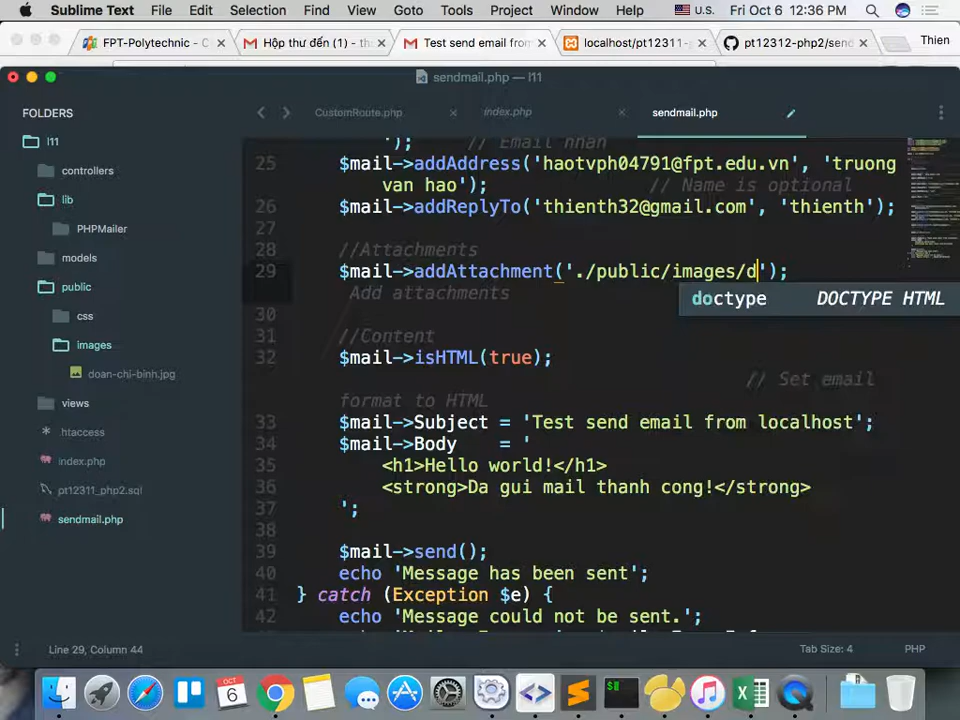 Sublime Text File Edit Selection Find View Goto Tools Project Window Help U.S. Fri Oct 6 12:36 PM
FPT-Polytechnic - C × Hộp thư đến (1) - th × Test send email from × localhost/pt12311- × pt12312-php2/send × Thien
sendmail.php — l11
FOLDERS
l11
controllers
lib
PHPMailer
models
public
css
images
doan-chi-binh.jpg
views
.htaccess
index.php
pt12311_php2.sql
sendmail.php
CustomRoute.php × index.php × sendmail.php
'); // Email nhan
25 $mail->addAddress('haotvph04791@fpt.edu.vn', 'truong
van hao'); // Name is optional
26 $mail->addReplyTo('thienth32@gmail.com', 'thienth');
27
28 //Attachments
29 $mail->addAttachment('./public/images/d');
Add attachments
doctype DOCTYPE HTML
30
31 //Content
32 $mail->isHTML(true);
// Set email
format to HTML
33 $mail->Subject = 'Test send email from localhost';
34 $mail->Body = '
35 <h1>Hello world!</h1>
36 <strong>Da gui mail thanh cong!</strong>
37 ';
38
39 $mail->send();
40 echo 'Message has been sent';
41 } catch (Exception $e) {
42 echo 'Message could not be sent.';
Line 29, Column 44 Tab Size: 4 PHP
OCT
6